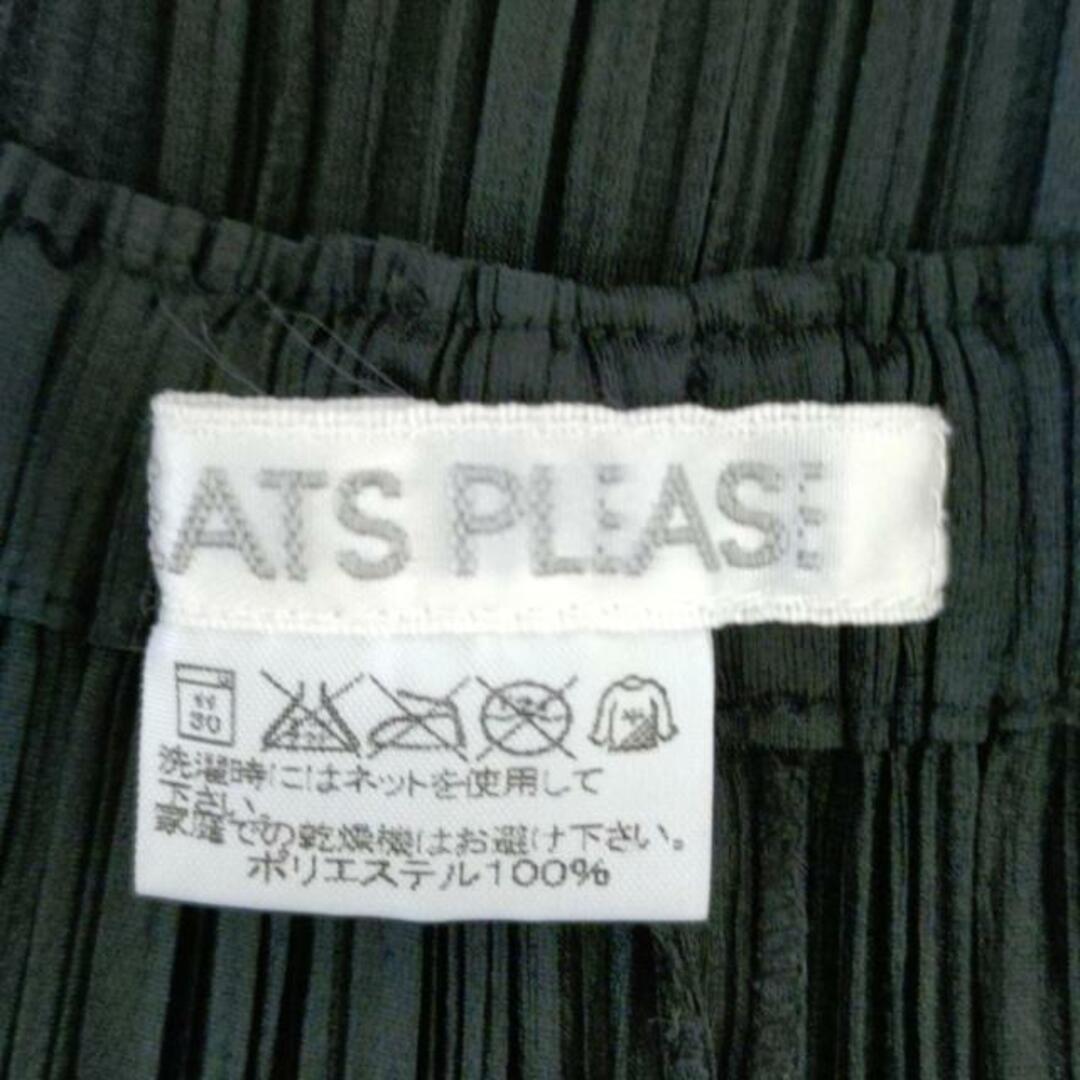 ATS PLEASE
弱
30
洗濯時にはネットを使用して
下さい。
家庭での乾燥機はお避け下さい。
ポリエステル100%